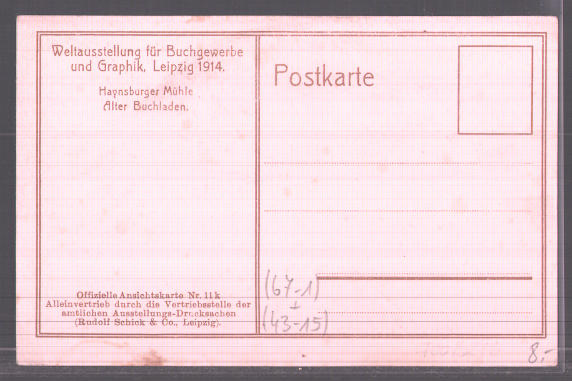 Weltausstellung für Buchgewerbe
und Graphik, Leipzig 1914.
Haynsburger Mühle
Alter Buchladen.
Offizielle Ansichtskarte Nr. 11k
Alleinvertrieb durch die Vertriebsstelle der
amtlichen Ausstellungs-Drucksachen
(Rudolf Schick & Co., Leipzig).
Postkarte
(67-1)
+
(43-15)
8,-